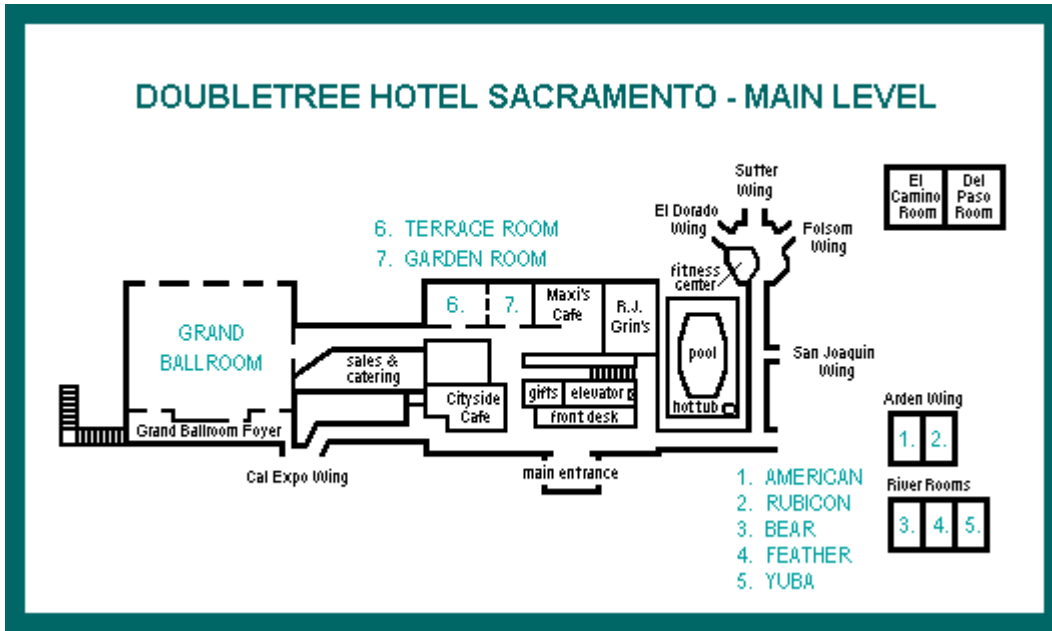 DOUBLETREE HOTEL SACRAMENTO - MAIN LEVEL
Sutter
Wing
El
Camino
Room
Del
Paso
Room
El Dorado
Wing
Folsom
Wing
6. TERRACE ROOM
7. GARDEN ROOM
fitness
center
6.
7.
Maxi's
Cafe
R.J.
Grin's
GRAND
BALLROOM
pool
San Joaquin
Wing
sales &
catering
Cityside
Cafe
gifts
elevator
front desk
hot tub
Arden Wing
1.
2.
Grand Ballroom Foyer
Cal Expo Wing
main entrance
1. AMERICAN
2. RUBICON
3. BEAR
4. FEATHER
5. YUBA
River Rooms
3.
4.
5.